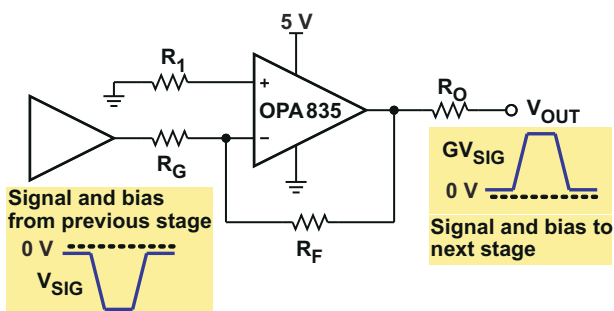 5 V
R1
+
OPA835
−
RG
RO
VOUT
GVSIG
0 V
Signal and bias to
next stage
Signal and bias
from previous stage
0 V
VSIG
RF